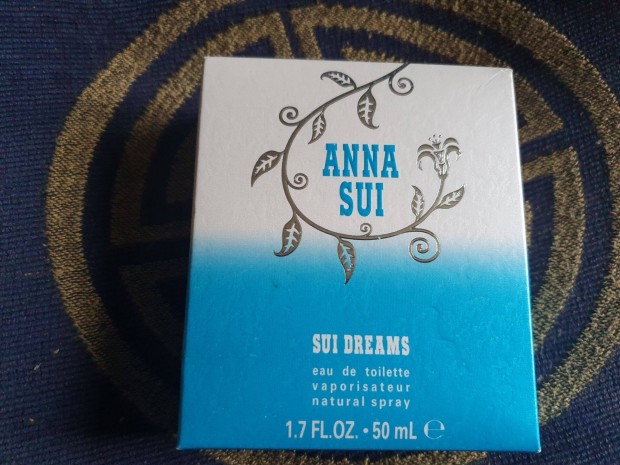 ANNA
SUI
SUI DREAMS
eau de toilette
vaporisateur
natural spray
1.7 FL.OZ. • 50 mL ℮